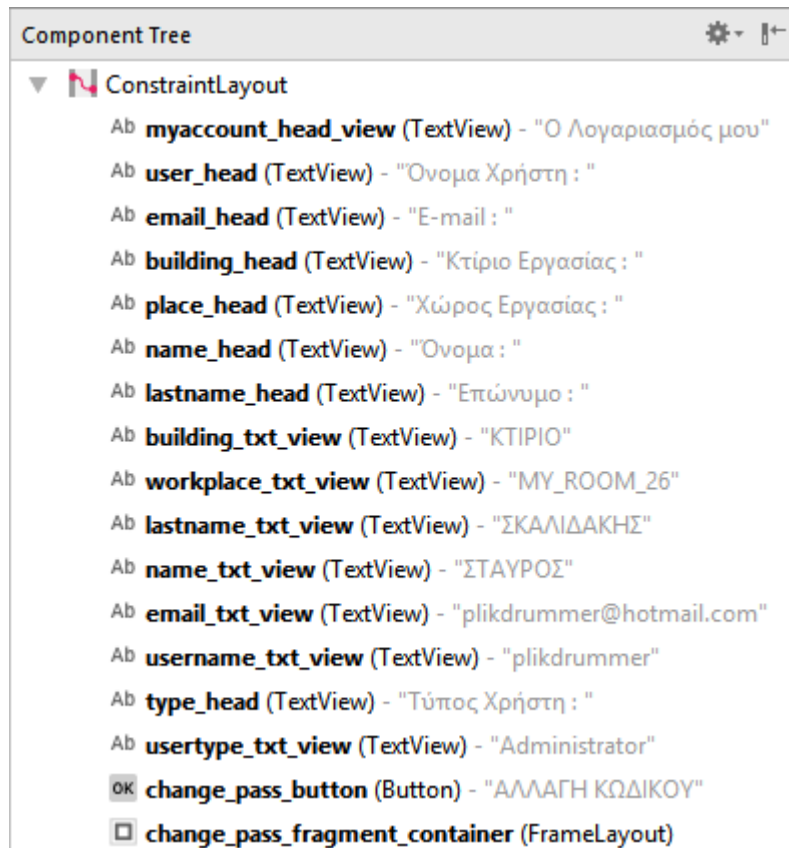 Component Tree
ConstraintLayout
Ab myaccount_head_view (TextView) - "Ο Λογαριασμός μου"
Ab user_head (TextView) - "Όνομα Χρήστη : "
Ab email_head (TextView) - "E-mail : "
Ab building_head (TextView) - "Κτίριο Εργασίας : "
Ab place_head (TextView) - "Χώρος Εργασίας : "
Ab name_head (TextView) - "Όνομα : "
Ab lastname_head (TextView) - "Επώνυμο : "
Ab building_txt_view (TextView) - "ΚΤΙΡΙΟ"
Ab workplace_txt_view (TextView) - "MY_ROOM_26"
Ab lastname_txt_view (TextView) - "ΣΚΑΛΙΔΑΚΗΣ"
Ab name_txt_view (TextView) - "ΣΤΑΥΡΟΣ"
Ab email_txt_view (TextView) - "plikdrummer@hotmail.com"
Ab username_txt_view (TextView) - "plikdrummer"
Ab type_head (TextView) - "Τύπος Χρήστη : "
Ab usertype_txt_view (TextView) - "Administrator"
OK change_pass_button (Button) - "ΑΛΛΑΓΗ ΚΩΔΙΚΟΥ"
change_pass_fragment_container (FrameLayout)